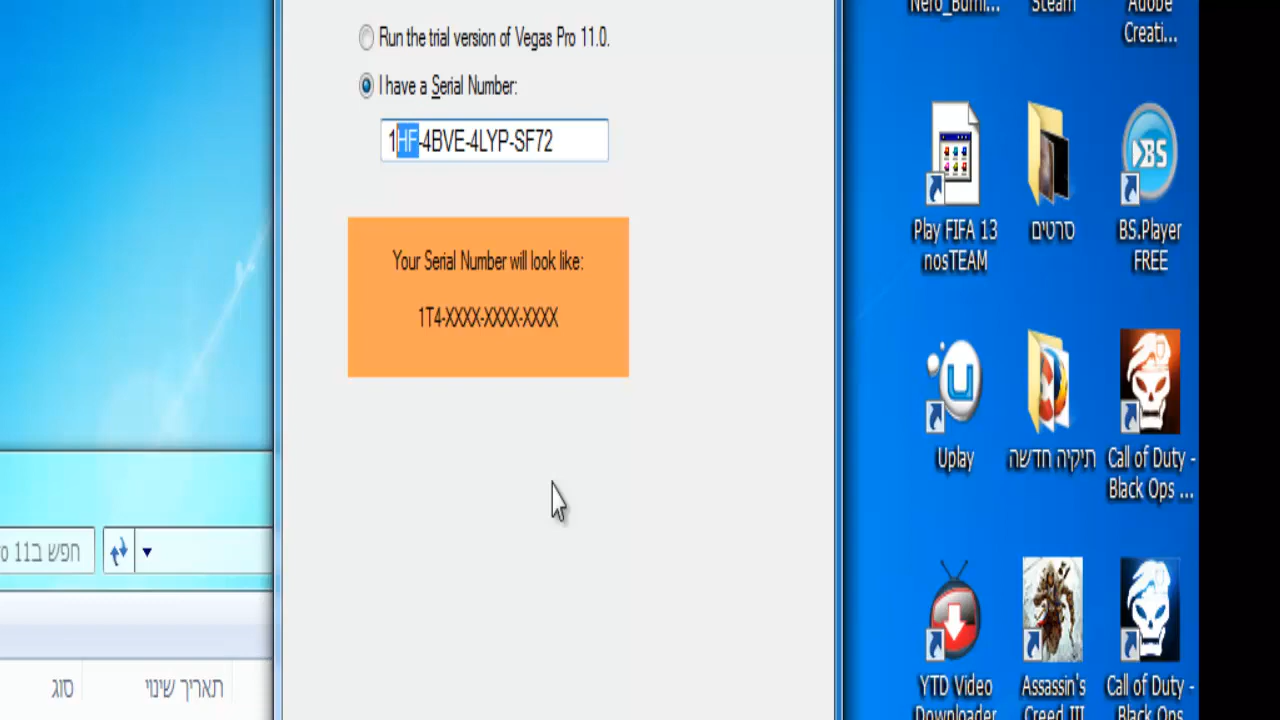 Run the trial version of Vegas Pro 11.0.
I have a Serial Number:
1HF-4BVE-4LYP-SF72
Your Serial Number will look like:
1T4-XXXX-XXXX-XXXX
Steam
Adobe
Creati...
Play FIFA 13
nosTEAM
סרטים
BS.Player
FREE
Uplay
תיקיה חדשה
Call of Duty -
Black Ops ...
YTD Video
Downloader
Assassin's
Creed III
Call of Duty -
Black Ops
חפש ב11 o
תאריך שינוי
סוג